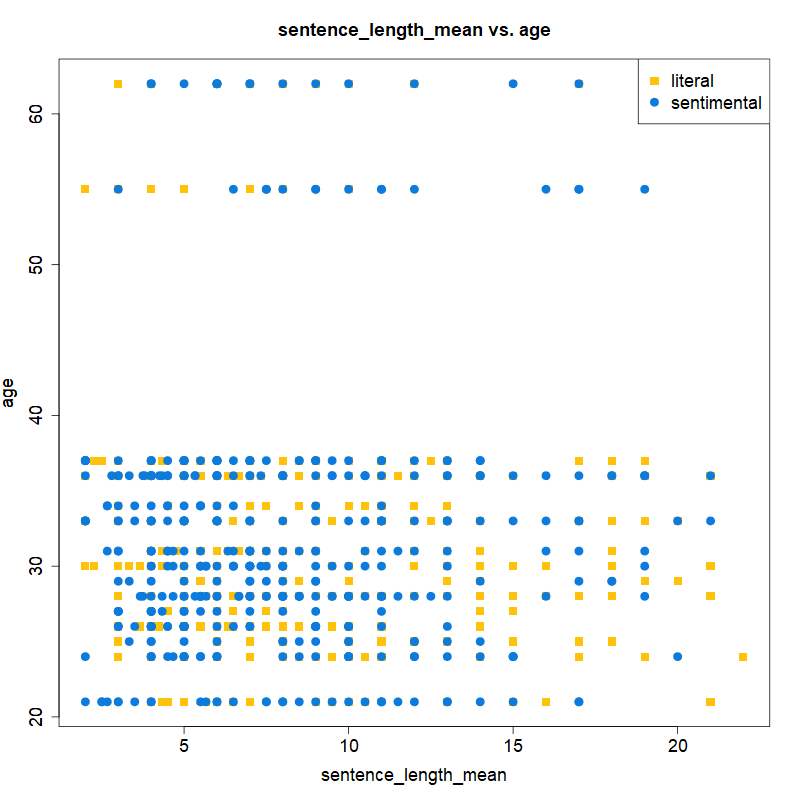 sentence_length_mean vs. age
literal
sentimental
60
50
40
30
20
age
5 10 15 20
sentence_length_mean